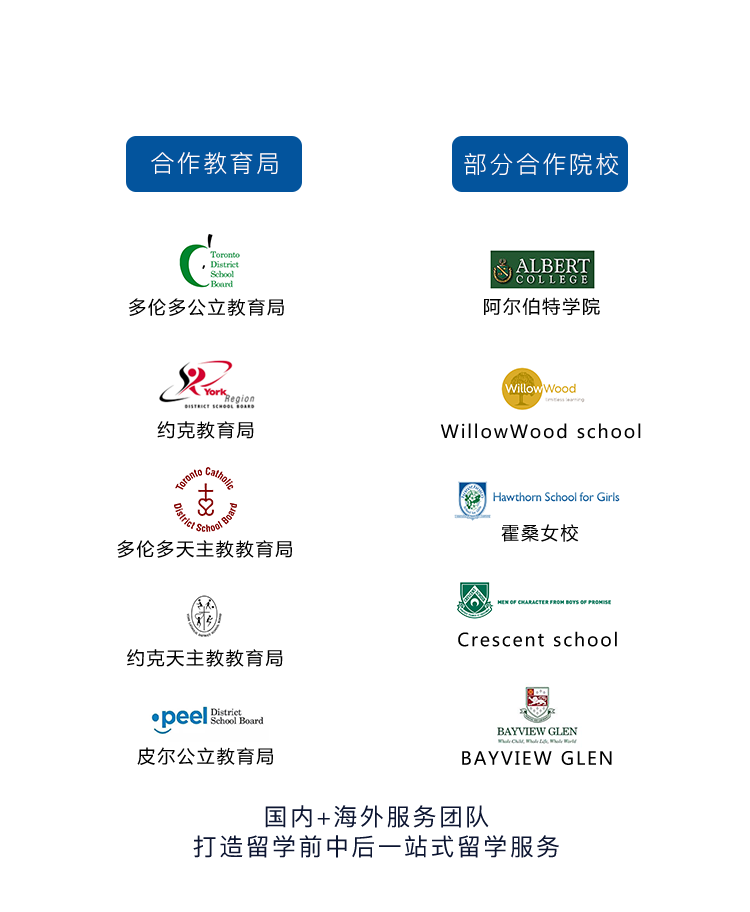 合作教育局
部分合作院校
Toronto
District
School
Board
多伦多公立教育局
ALBERT
COLLEGE
阿尔伯特学院
York
Region
DISTRICT SCHOOL BOARD
约克教育局
WillowWood
limitless learning
WillowWood school
Toronto Catholic
District School Board
多伦多天主教教育局
Hawthorn School for Girls
霍桑女校
约克天主教教育局
MEN OF CHARACTER FROM BOYS OF PROMISE
Crescent school
peel District
School Board
皮尔公立教育局
BAYVIEW GLEN
Whole Child, Whole Life, Whole World
BAYVIEW GLEN
国内+海外服务团队
打造留学前中后一站式留学服务